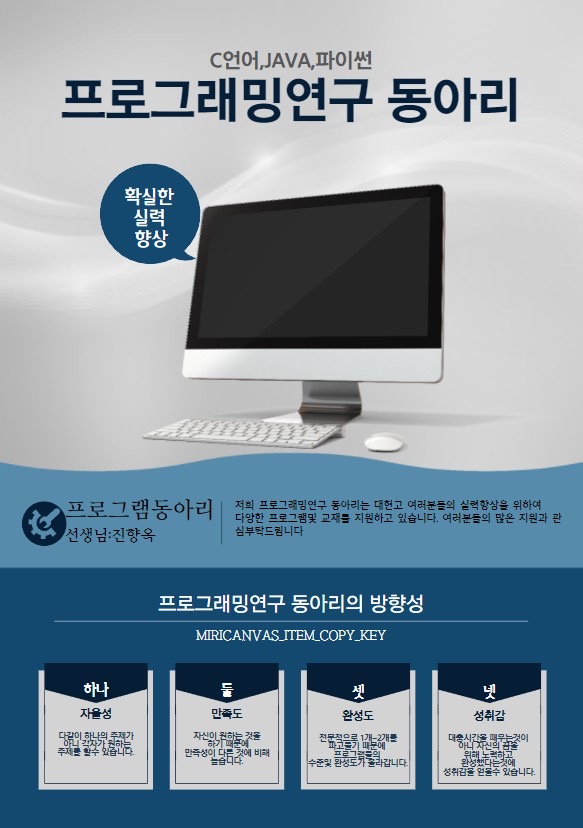 C언어,JAVA,파이썬
프로그래밍연구 동아리
확실한
실력
향상
프로그램동아리
선생님:진향옥
저희 프로그래밍연구 동아리는 대현고 여러분들의 실력향상을 위하여
다양한 프로그램및 교재를 지원하고 있습니다. 여러분들의 많은 지원과 관
심부탁드림니다
프로그래밍연구 동아리의 방향성
MIRICANVAS_ITEM_COPY_KEY
하나
자율성
다같이 하나의 주제가
아니 각자가 원하는
주제를 할수 있습니다.
둘
만족도
자신이 원하는 것을
하기 때문에
만족성이 다른 것에 비해
높습니다.
셋
완성도
전문적으로 1개~2개를
파고들기 때문에
프로그램들의
수준및 완성도가 올라갑니다.
넷
성취감
대충시간을 때우는것이
아니 자신의 꿈을
위해 노력하고
완성했다는것에
성취감을 얻을수 있습니다.